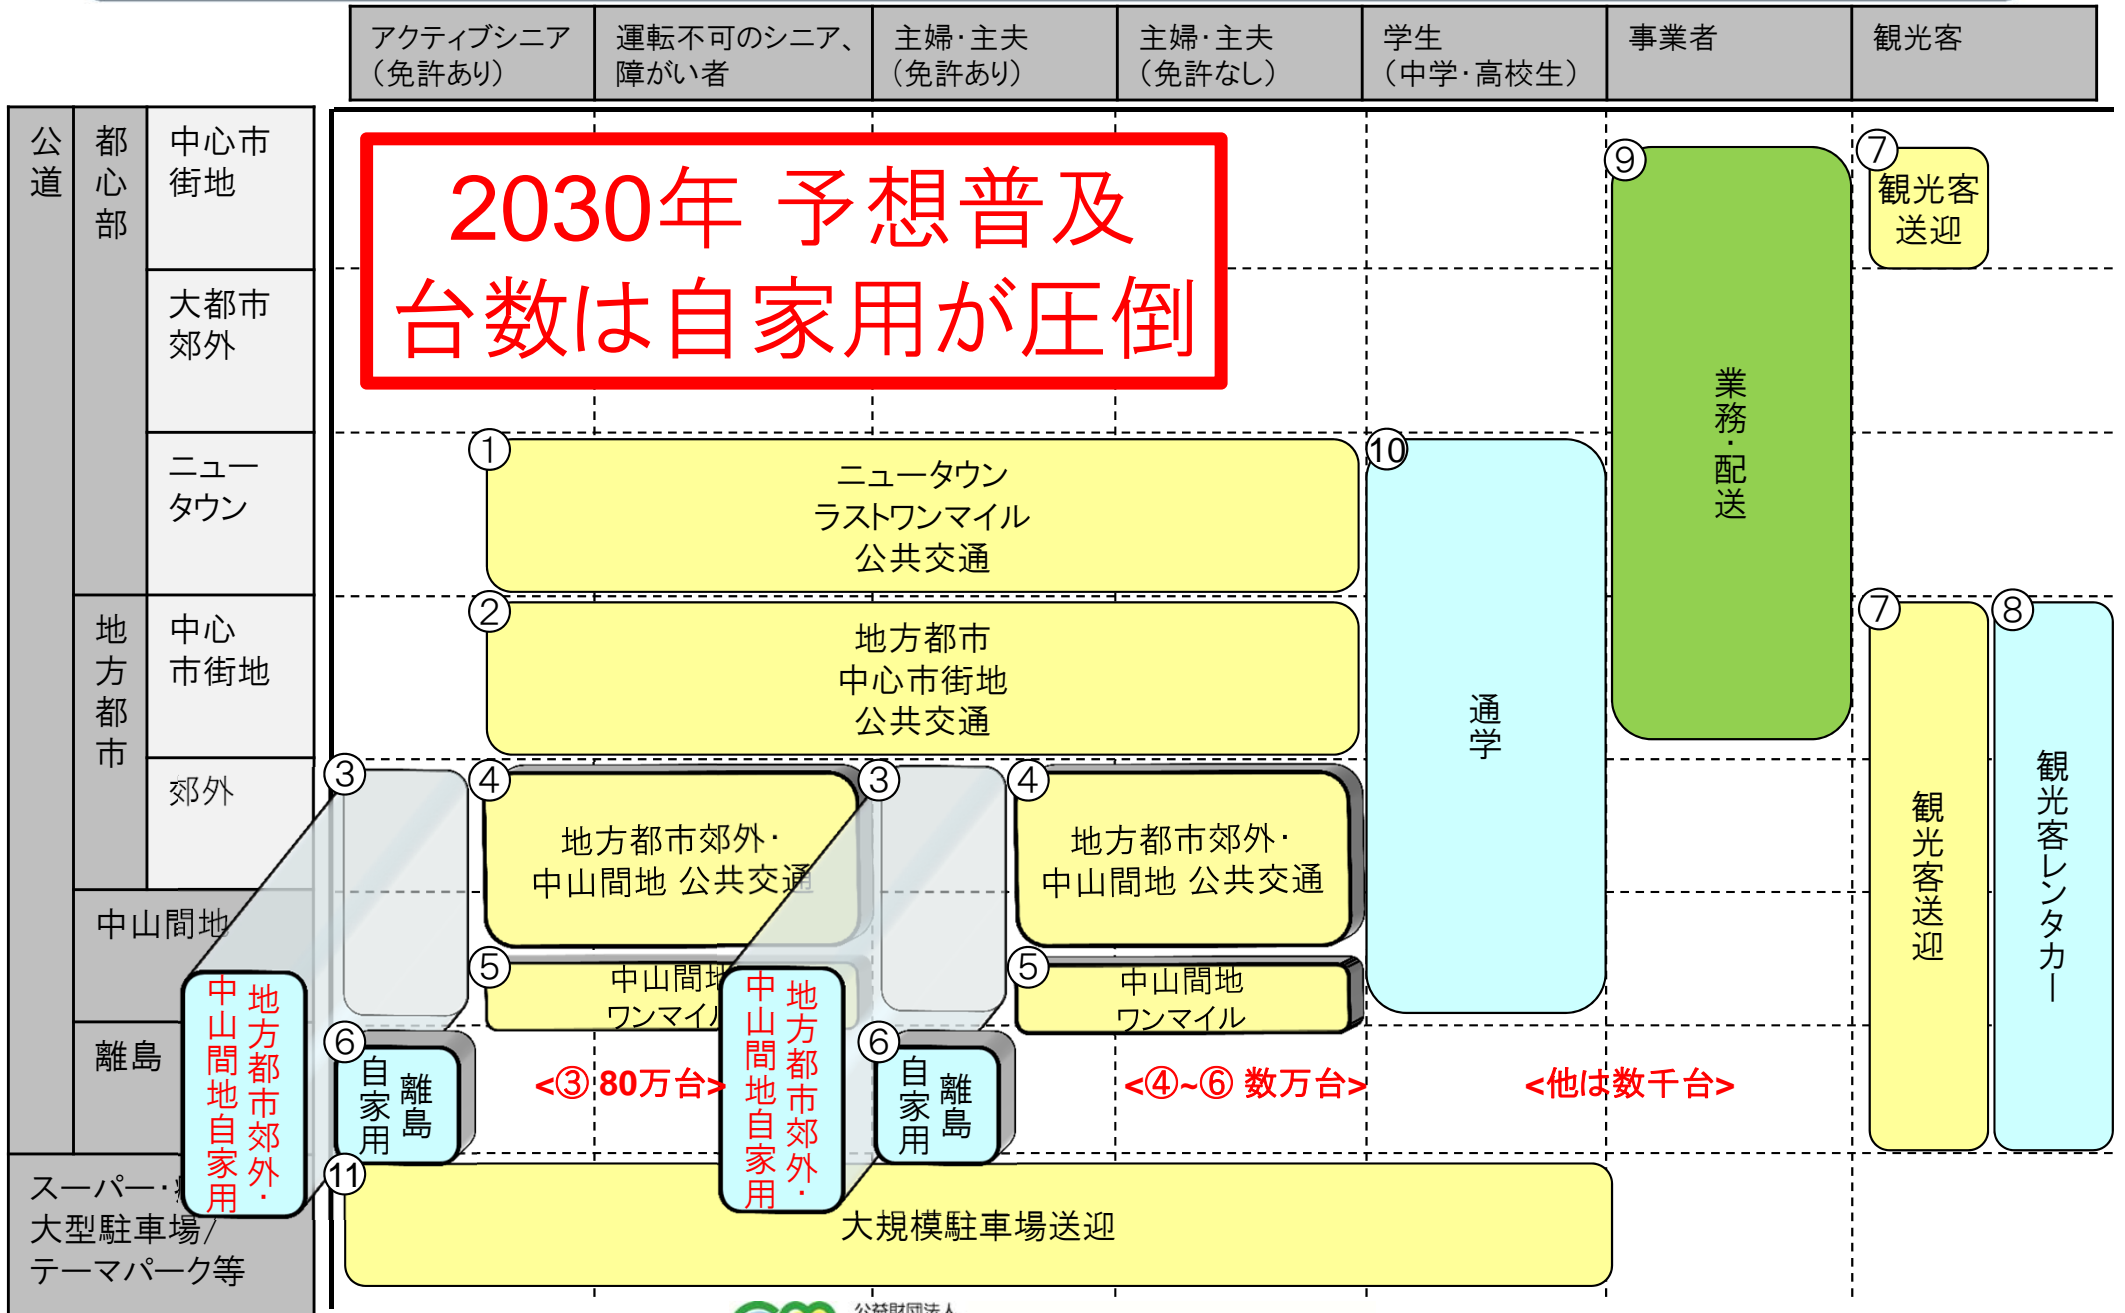 アクティブシニア
（免許あり）
運転不可のシニア、
障がい者
主婦・主夫
（免許あり）
主婦・主夫
（免許なし）
学生
（中学・高校生）
事業者
観光客
公道
都心部
中心市
街地
大都市
郊外
ニュー
タウン
地方都市
中心
市街地
郊外
中山間地
離島
スーパー・
大型駐車場/
テーマパーク等
2030年 予想普及
台数は自家用が圧倒
①
ニュータウン
ラストワンマイル
公共交通
②
地方都市
中心市街地
公共交通
③
地方都市郊外・
中山間地自家用
④
地方都市郊外・
中山間地 公共交通
③
地方都市郊外・
中山間地自家用
④
地方都市郊外・
中山間地 公共交通
⑤
中山間地
ワンマイル
⑤
中山間地
ワンマイル
⑥
離島
自家用
⑥
離島
自家用
<③ 80万台>
<④~⑥ 数万台>
<他は数千台>
⑦
観光客
送迎
⑦
観光客送迎
⑧
観光客レンタカー
⑨
業務・配送
⑩
通学
⑪
大規模駐車場送迎
公益財団法人